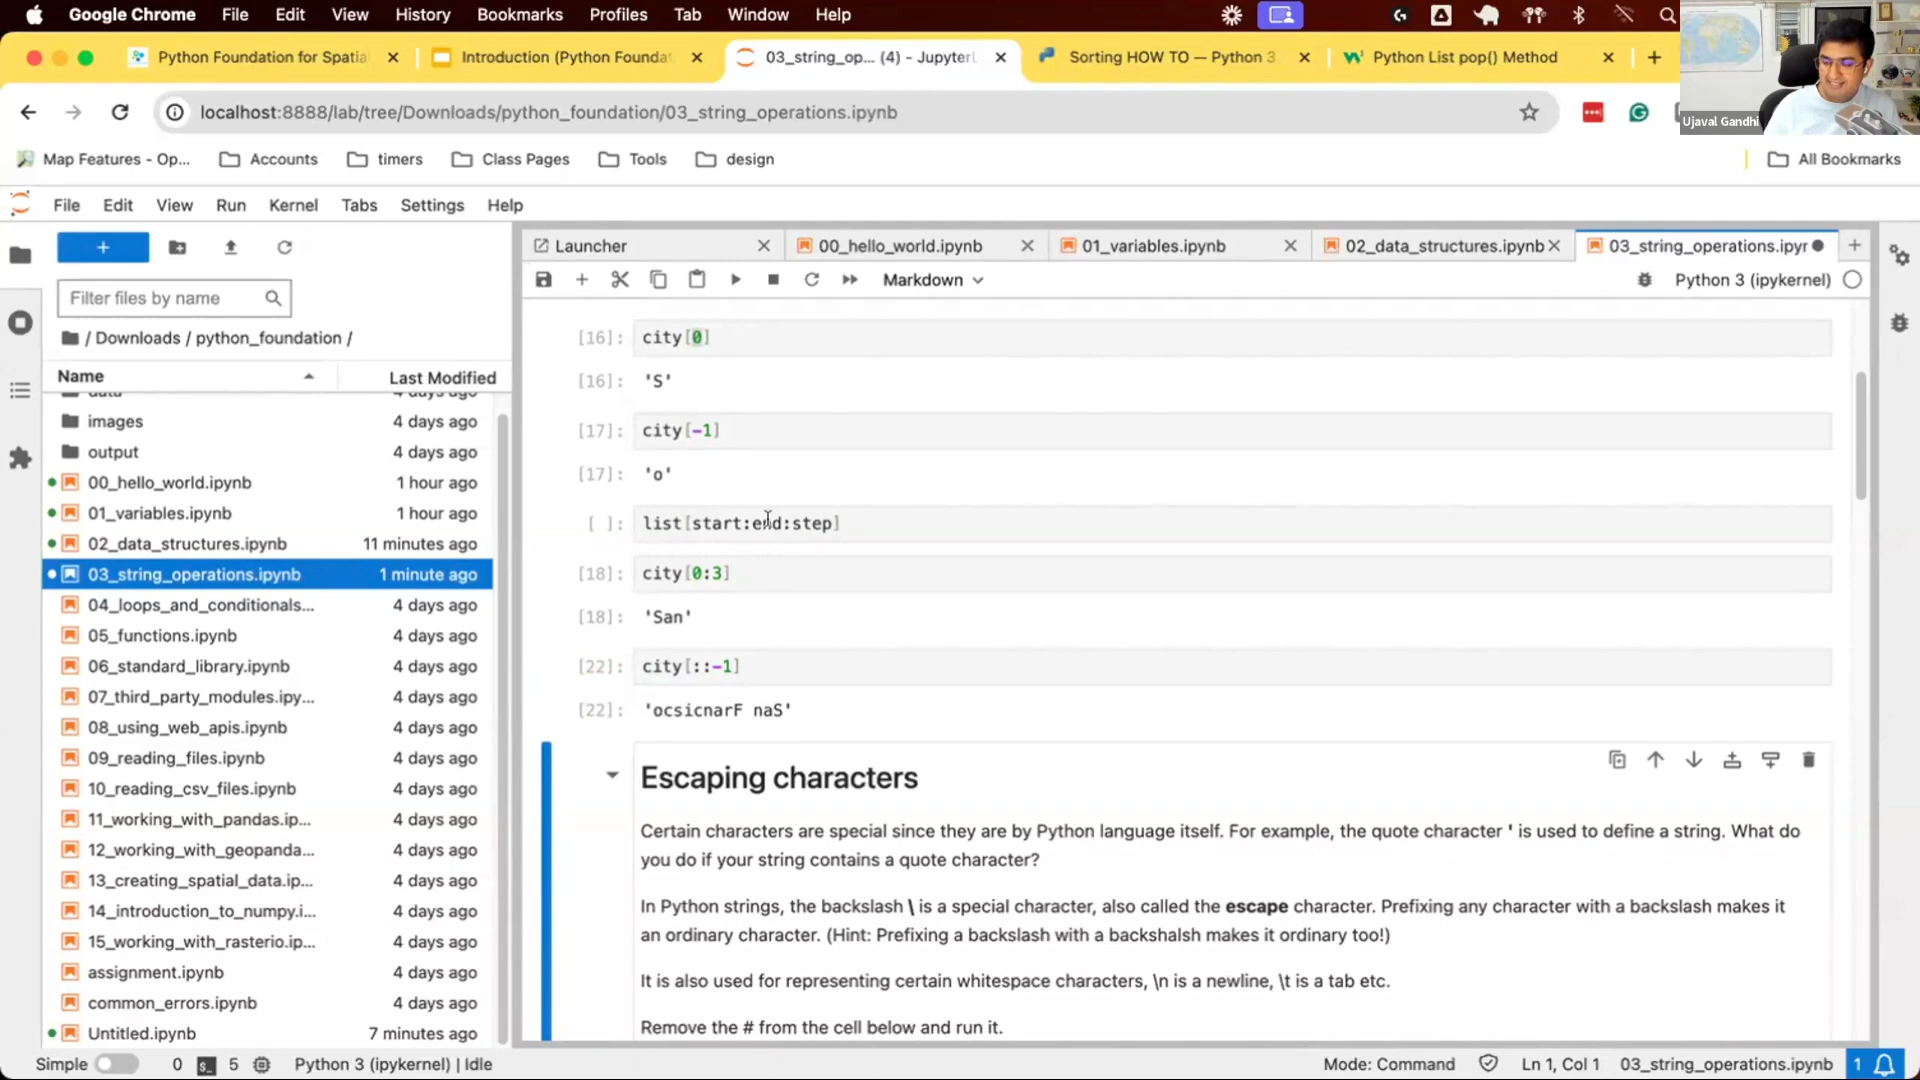 Google Chrome File Edit View History Bookmarks Profiles Tab Window Help
Python Foundation for Spatia
Introduction (Python Founda
03_string_op... (4) - JupyterL
Sorting HOW TO — Python 3.
Python List pop() Method
localhost:8888/lab/tree/Downloads/python_foundation/03_string_operations.ipynb
Ujaval Gandhi
Map Features - Op... Accounts timers Class Pages Tools design All Bookmarks
File Edit View Run Kernel Tabs Settings Help
Launcher 00_hello_world.ipynb 01_variables.ipynb 02_data_structures.ipynb 03_string_operations.ipyr
Markdown Python 3 (ipykernel)
Filter files by name
/ Downloads / python_foundation /
Name Last Modified
data 4 days ago
images 4 days ago
output 4 days ago
00_hello_world.ipynb 1 hour ago
01_variables.ipynb 1 hour ago
02_data_structures.ipynb 11 minutes ago
03_string_operations.ipynb 1 minute ago
04_loops_and_conditionals... 4 days ago
05_functions.ipynb 4 days ago
06_standard_library.ipynb 4 days ago
07_third_party_modules.ipy... 4 days ago
08_using_web_apis.ipynb 4 days ago
09_reading_files.ipynb 4 days ago
10_reading_csv_files.ipynb 4 days ago
11_working_with_pandas.ip... 4 days ago
12_working_with_geopanda... 4 days ago
13_creating_spatial_data.ip... 4 days ago
14_introduction_to_numpy.i... 4 days ago
15_working_with_rasterio.ip... 4 days ago
assignment.ipynb 4 days ago
common_errors.ipynb 4 days ago
Untitled.ipynb 7 minutes ago
[16]: city[0]
[16]: 'S'
[17]: city[-1]
[17]: 'o'
[ ]: list[start:end:step]
[18]: city[0:3]
[18]: 'San'
[22]: city[::-1]
[22]: 'ocsicnarF naS'
Escaping characters
Certain characters are special since they are by Python language itself. For example, the quote character ' is used to define a string. What do
you do if your string contains a quote character?
In Python strings, the backslash \ is a special character, also called the escape character. Prefixing any character with a backslash makes it
an ordinary character. (Hint: Prefixing a backslash with a backshalsh makes it ordinary too!)
It is also used for representing certain whitespace characters, \n is a newline, \t is a tab etc.
Remove the # from the cell below and run it.
Simple 0 5 Python 3 (ipykernel) | Idle Mode: Command Ln 1, Col 1 03_string_operations.ipynb 1